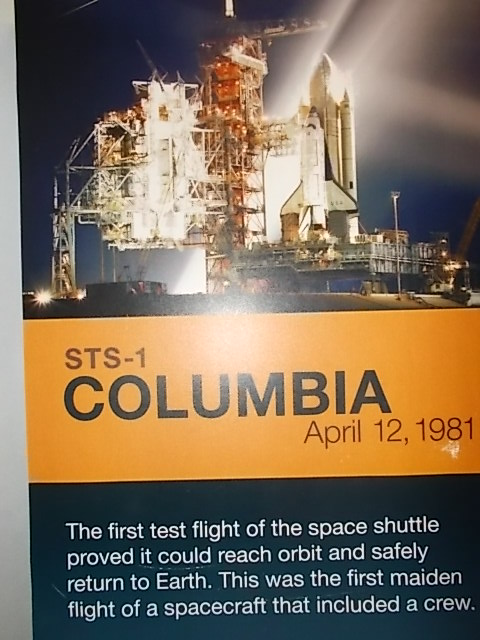 STS-1
COLUMBIA
April 12, 1981
The first test flight of the space shuttle
proved it could reach orbit and safely
return to Earth. This was the first maiden
flight of a spacecraft that included a crew.